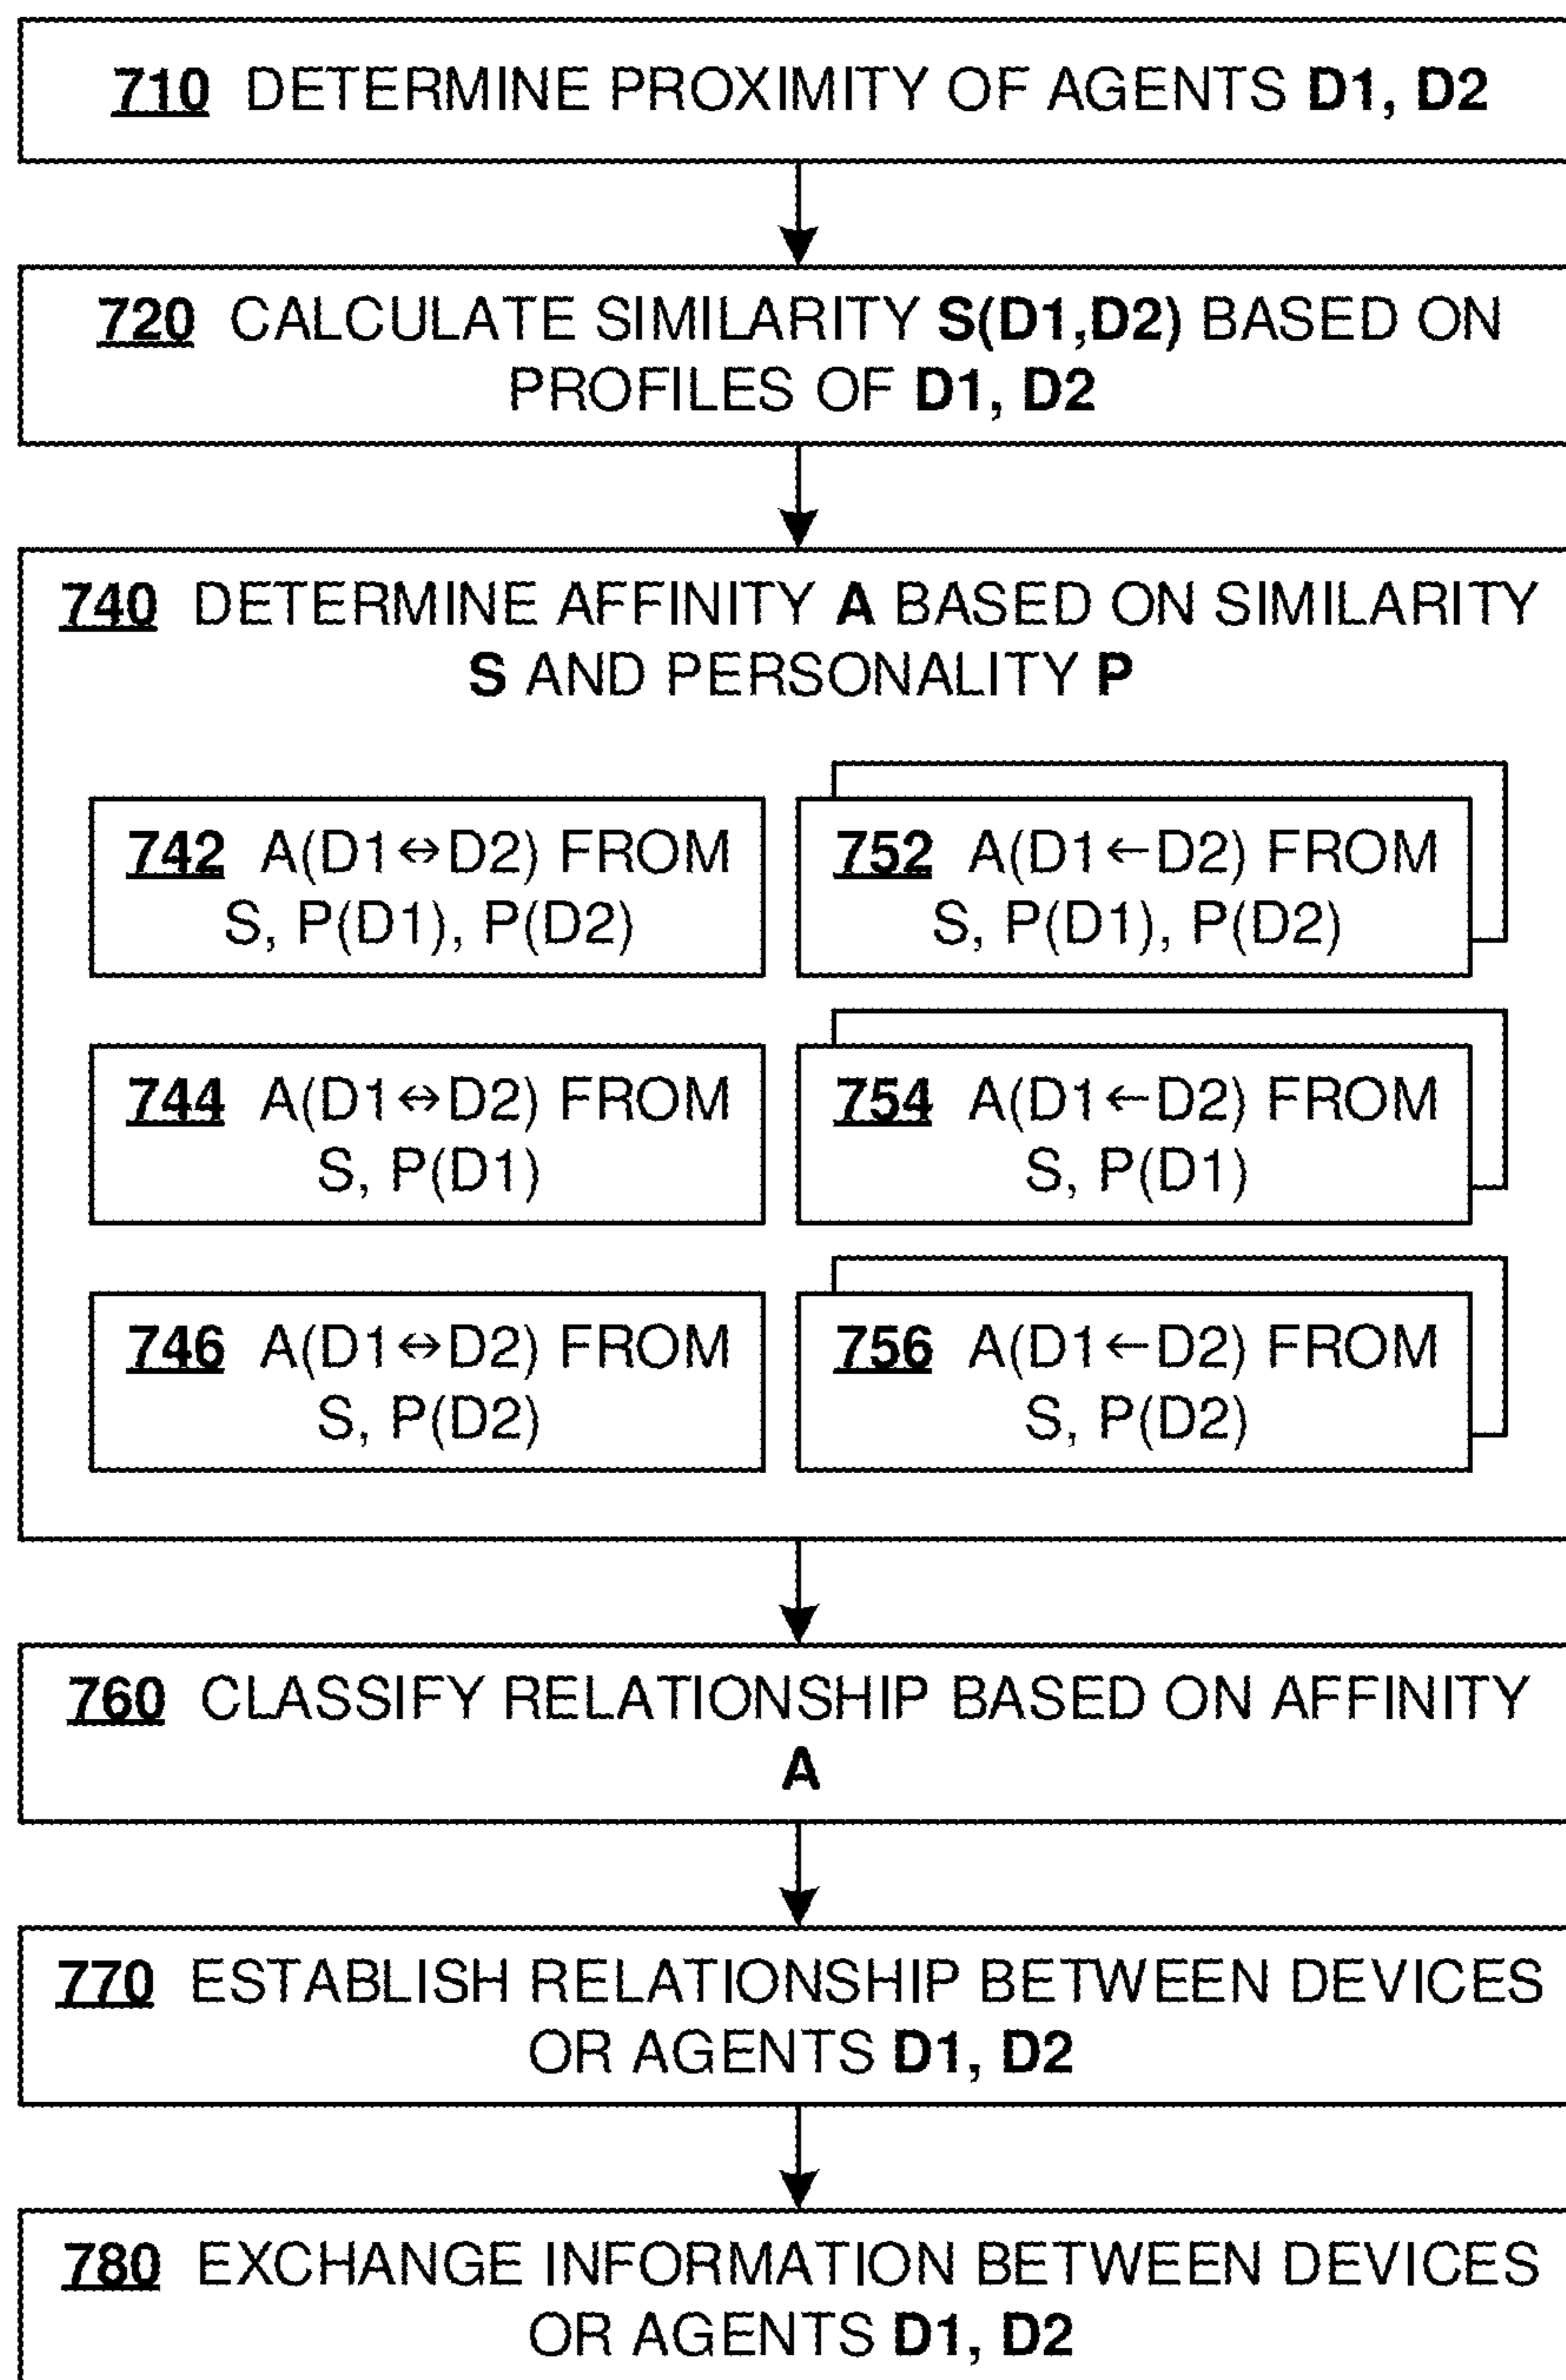 710 DETERMINE PROXIMITY OF AGENTS D1, D2
720 CALCULATE SIMILARITY S(D1,D2) BASED ON
PROFILES OF D1, D2
740 DETERMINE AFFINITY A BASED ON SIMILARITY
S AND PERSONALITY P
742 A(D1↔D2) FROM
S, P(D1), P(D2)
752 A(D1←D2) FROM
S, P(D1), P(D2)
744 A(D1↔D2) FROM
S, P(D1)
754 A(D1←D2) FROM
S, P(D1)
746 A(D1↔D2) FROM
S, P(D2)
756 A(D1←D2) FROM
S, P(D2)
760 CLASSIFY RELATIONSHIP BASED ON AFFINITY
A
770 ESTABLISH RELATIONSHIP BETWEEN DEVICES
OR AGENTS D1, D2
780 EXCHANGE INFORMATION BETWEEN DEVICES
OR AGENTS D1, D2